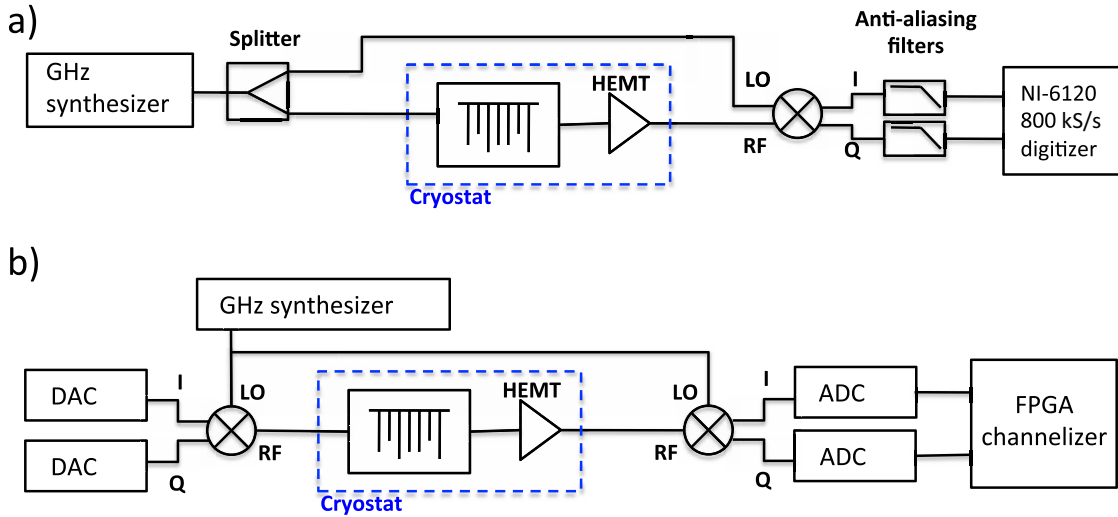 a)
Splitter
Anti-aliasing
filters
GHz
synthesizer
HEMT
LO
RF
I
Q
NI-6120
800 kS/s
digitizer
Cryostat
b)
GHz synthesizer
DAC
DAC
I
Q
LO
RF
HEMT
Cryostat
LO
RF
I
Q
ADC
ADC
FPGA
channelizer